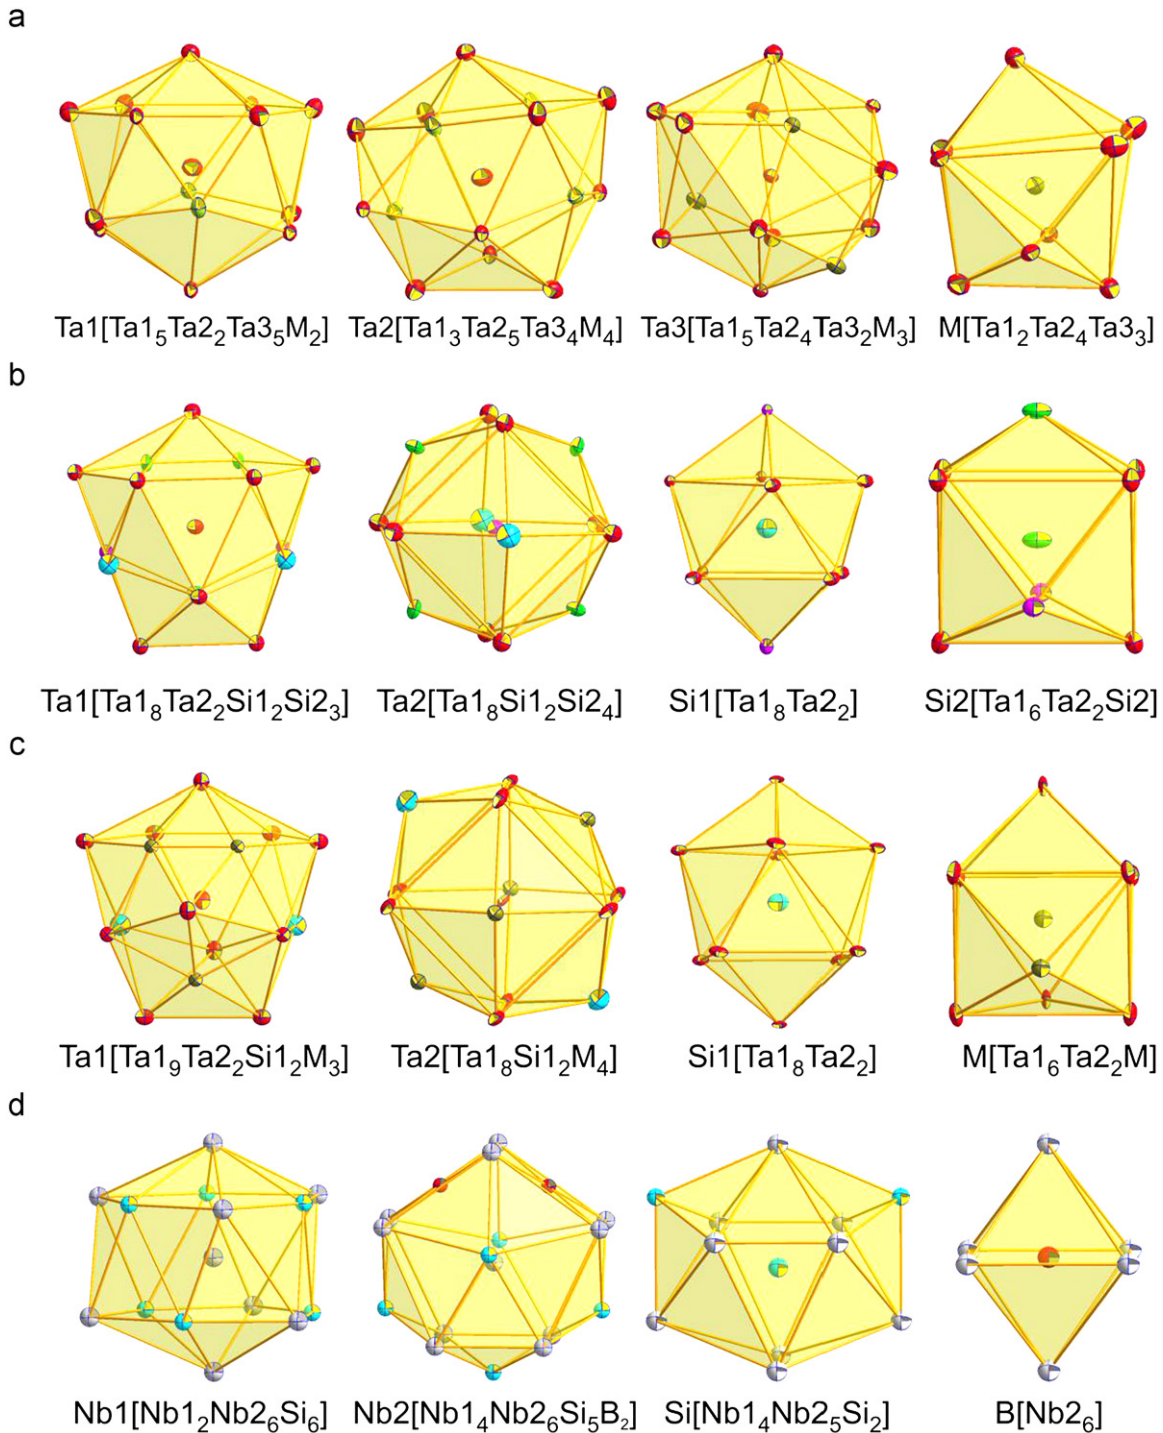 a
Ta1[Ta1₅Ta2₂Ta3₅M₂] Ta2[Ta1₃Ta2₅Ta3₄M₄] Ta3[Ta1₅Ta2₄Ta3₂M₃] M[Ta1₂Ta2₄Ta3₃]
b
Ta1[Ta1₈Ta2₂Si1₂Si2₃] Ta2[Ta1₈Si1₂Si2₄] Si1[Ta1₈Ta2₂] Si2[Ta1₆Ta2₂Si2]
c
Ta1[Ta1₉Ta2₂Si1₂M₃] Ta2[Ta1₈Si1₂M₄] Si1[Ta1₈Ta2₂] M[Ta1₆Ta2₂M]
d
Nb1[Nb1₂Nb2₆Si₆] Nb2[Nb1₄Nb2₆Si₅B₂] Si[Nb1₄Nb2₅Si₂] B[Nb2₆]